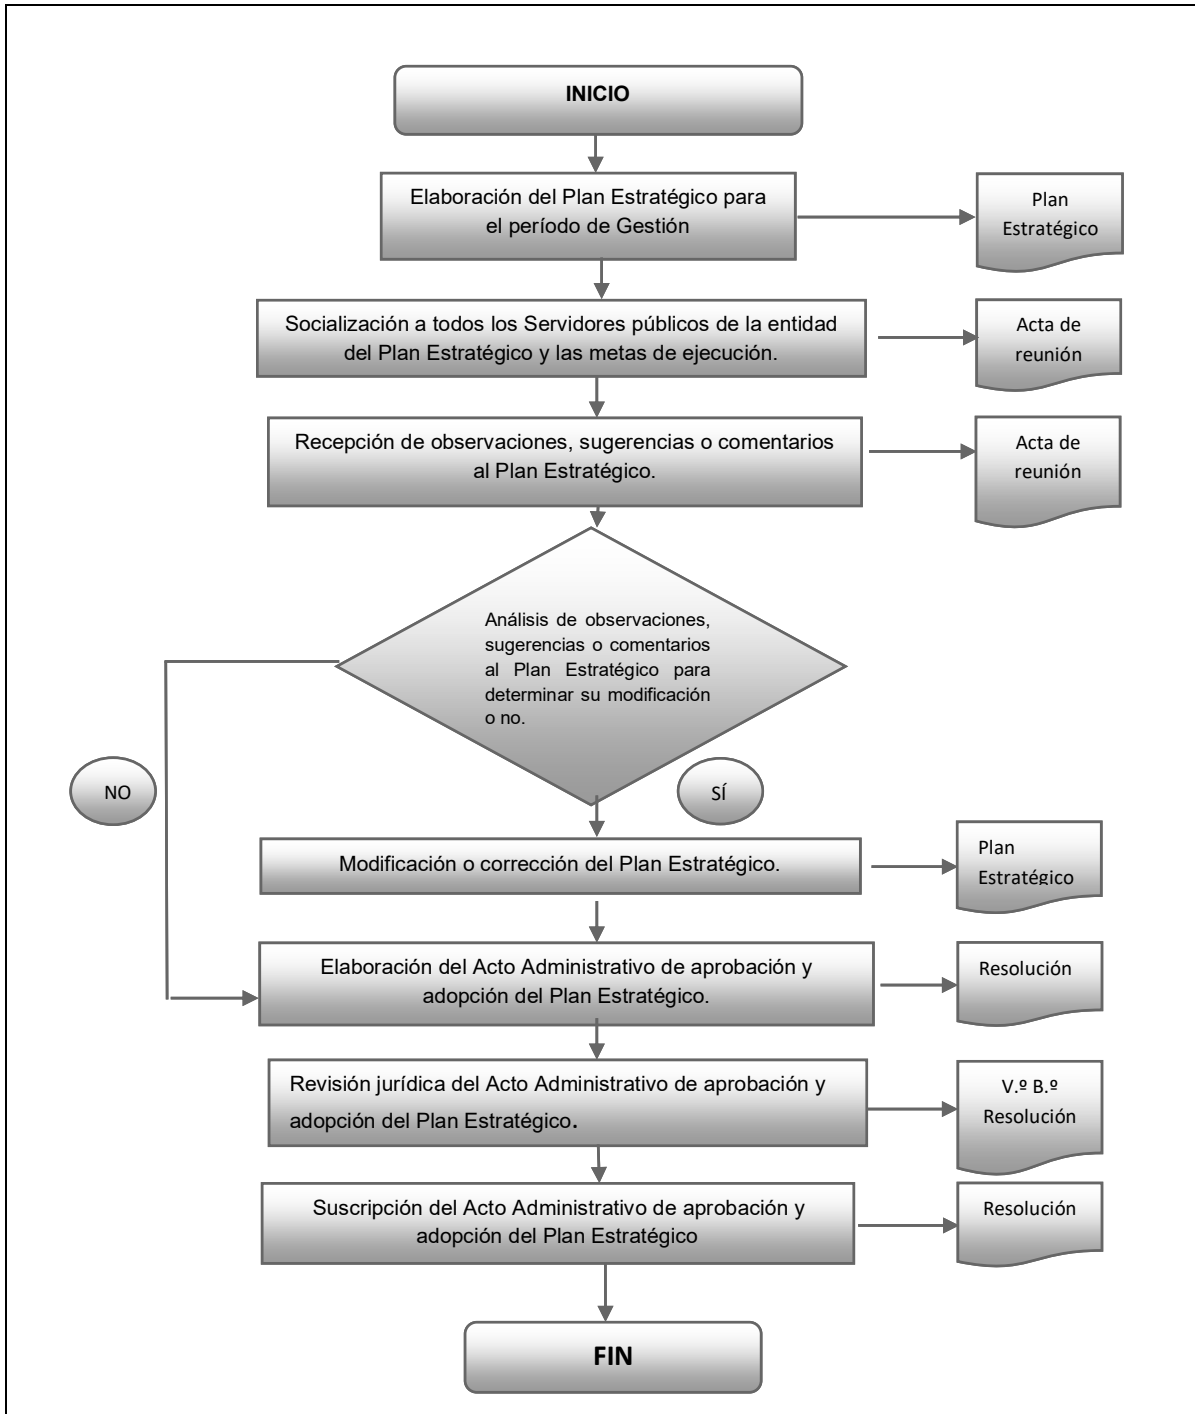 INICIO
Elaboración del Plan Estratégico para
el período de Gestión
Plan
Estratégico
Socialización a todos los Servidores públicos de la entidad
del Plan Estratégico y las metas de ejecución.
Acta de
reunión
Recepción de observaciones, sugerencias o comentarios
al Plan Estratégico.
Acta de
reunión
Análisis de observaciones,
sugerencias o comentarios
al Plan Estratégico para
determinar su modificación
o no.
NO
SÍ
Modificación o corrección del Plan Estratégico.
Plan
Estratégico
Elaboración del Acto Administrativo de aprobación y
adopción del Plan Estratégico.
Resolución
Revisión jurídica del Acto Administrativo de aprobación y
adopción del Plan Estratégico.
V.º B.º
Resolución
Suscripción del Acto Administrativo de aprobación y
adopción del Plan Estratégico
Resolución
FIN